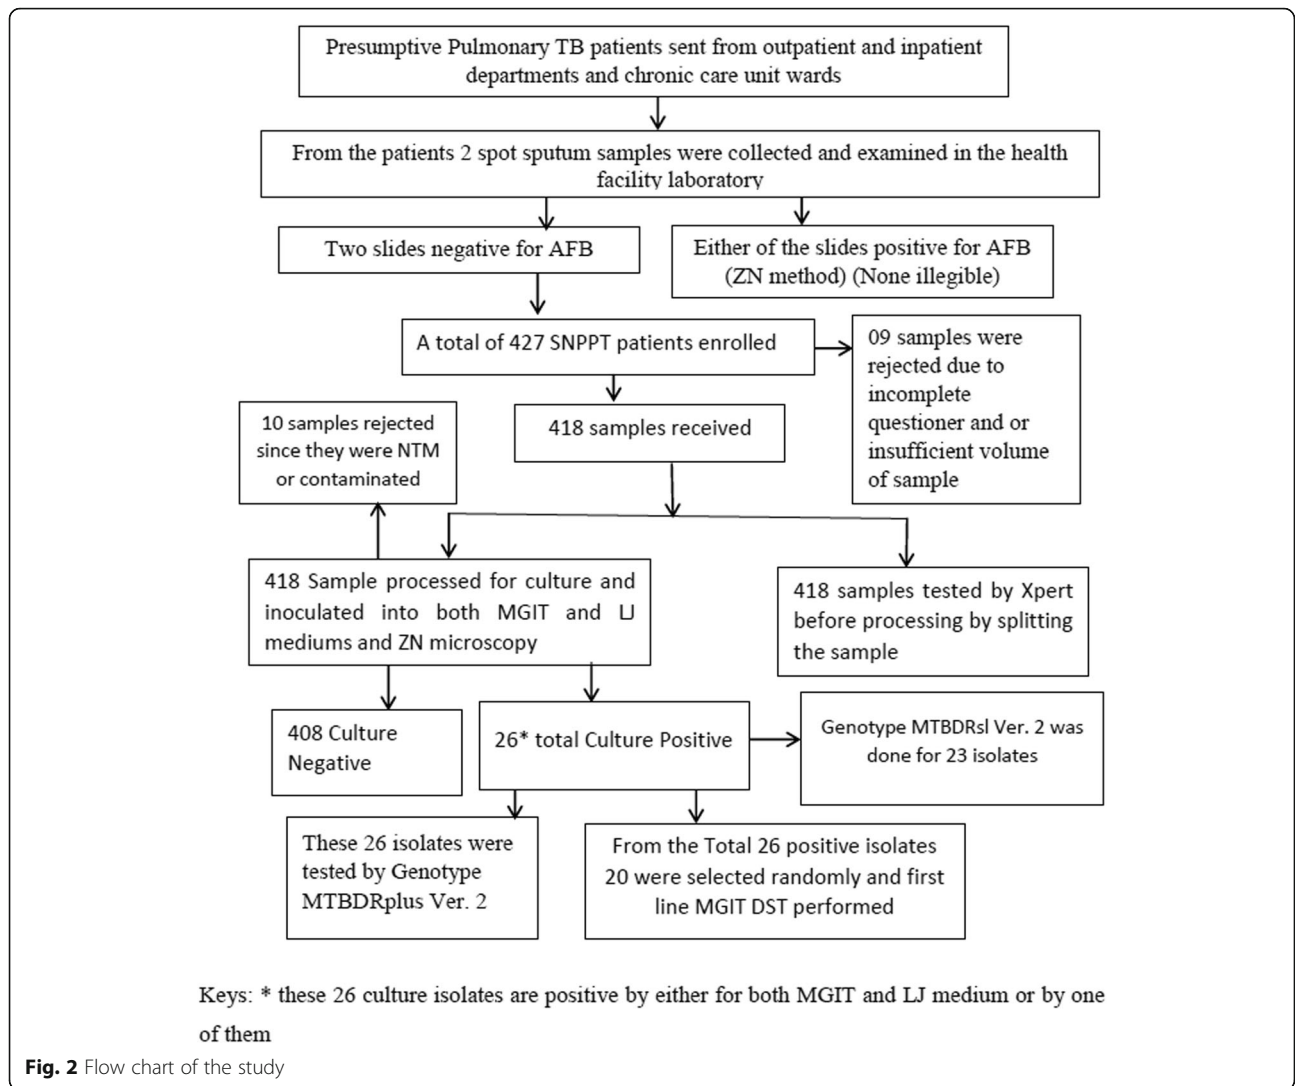 Presumptive Pulmonary TB patients sent from outpatient and inpatient
departments and chronic care unit wards
From the patients 2 spot sputum samples were collected and examined in the health
facility laboratory
Two slides negative for AFB
Either of the slides positive for AFB
(ZN method) (None illegible)
A total of 427 SNPPT patients enrolled
09 samples were
rejected due to
incomplete
questioner and or
insufficient volume
of sample
418 samples received
10 samples rejected
since they were NTM
or contaminated
418 Sample processed for culture and
inoculated into both MGIT and LJ
mediums and ZN microscopy
418 samples tested by Xpert
before processing by splitting
the sample
408 Culture
Negative
26* total Culture Positive
Genotype MTBDRsl Ver. 2 was
done for 23 isolates
These 26 isolates were
tested by Genotype
MTBDRplus Ver. 2
From the Total 26 positive isolates
20 were selected randomly and first
line MGIT DST performed
Keys: * these 26 culture isolates are positive by either for both MGIT and LJ medium or by one
of them
Fig. 2 Flow chart of the study